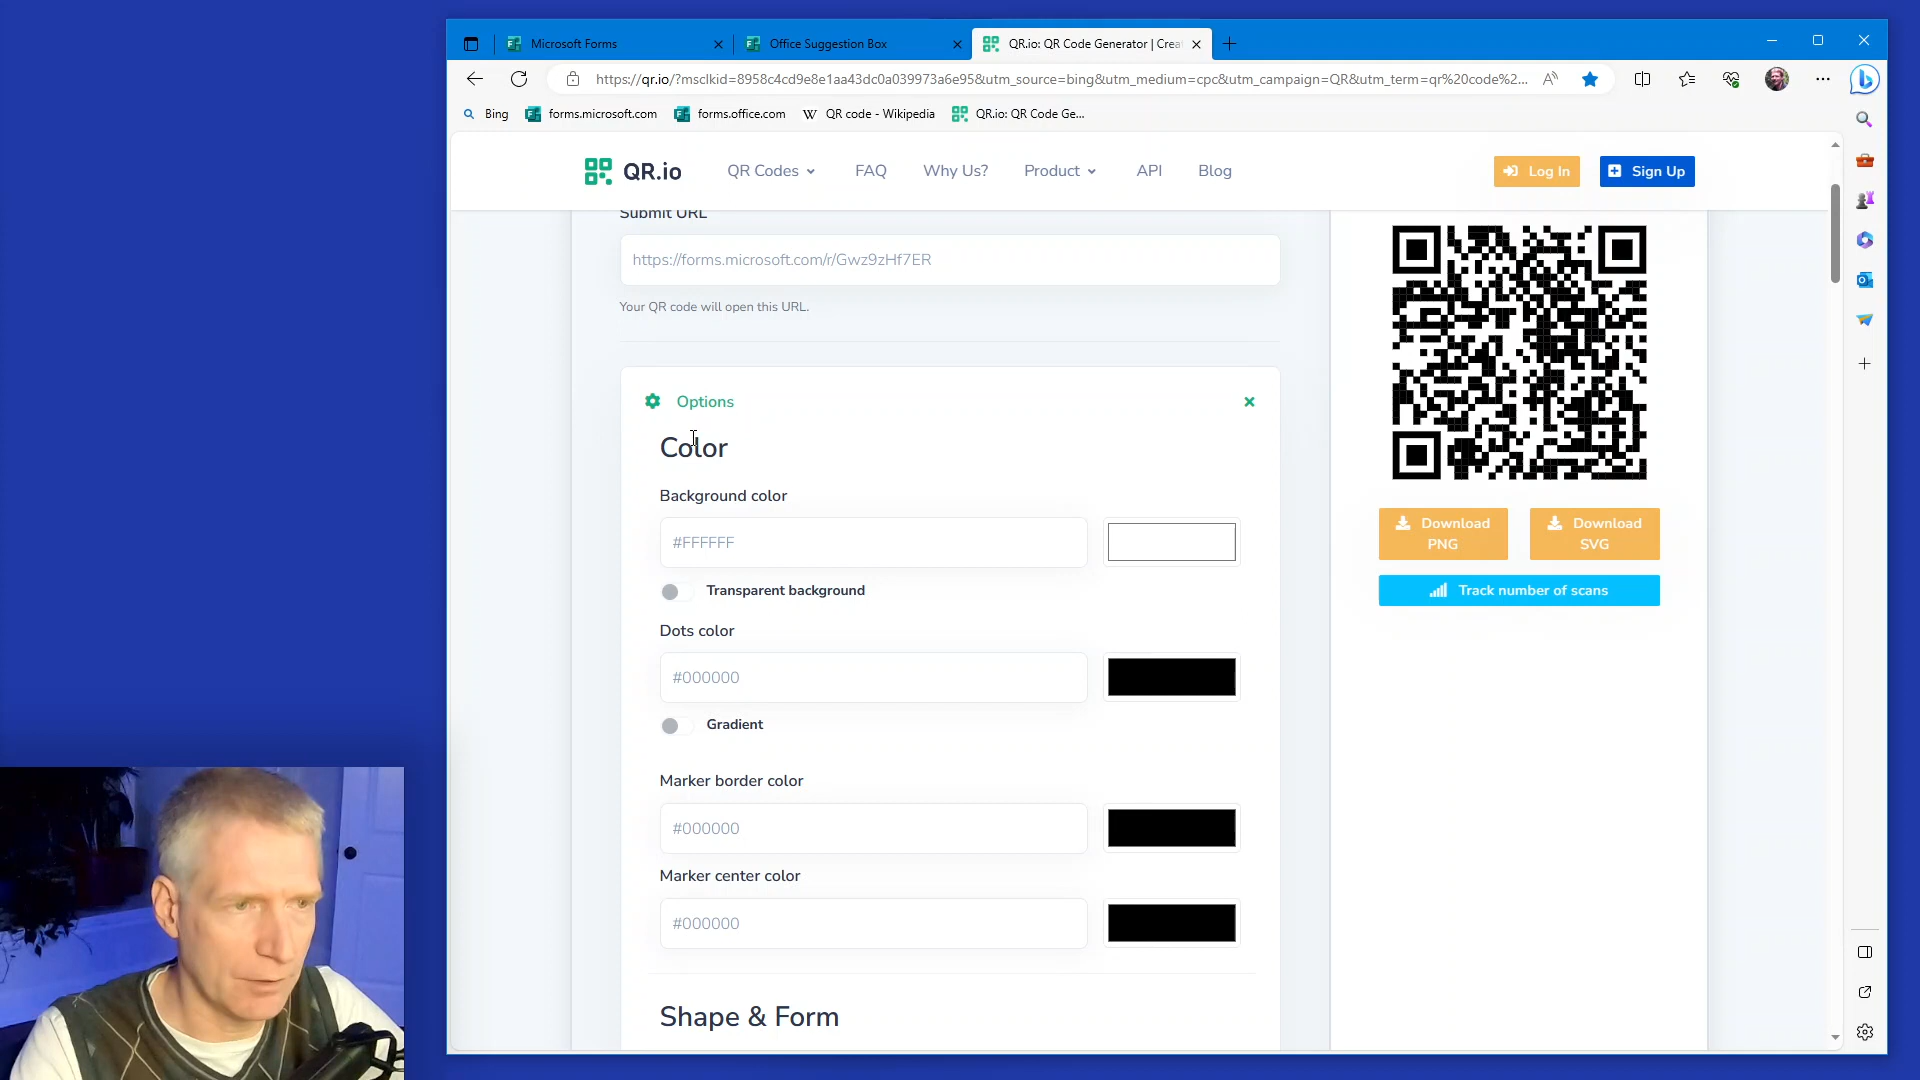 Microsoft Forms
Office Suggestion Box
QR.io: QR Code Generator | Crea
https://qr.io/?msclkid=8958c4cd9e8e1aa43dc0a039973a6e95&utm_source=bing&utm_medium=cpc&utm_campaign=QR&utm_term=qr%20code%2...
Bing
forms.microsoft.com
forms.office.com
W QR code - Wikipedia
QR.io: QR Code Ge...
QR.io
QR Codes
FAQ
Why Us?
Product
API
Blog
Log In
Sign Up
Submit URL
https://forms.microsoft.com/r/Gwz9zHf7ER
Your QR code will open this URL.
Options
Color
Background color
#FFFFFF
Transparent background
Dots color
#000000
Gradient
Marker border color
#000000
Marker center color
#000000
Shape & Form
Download
PNG
Download
SVG
Track number of scans